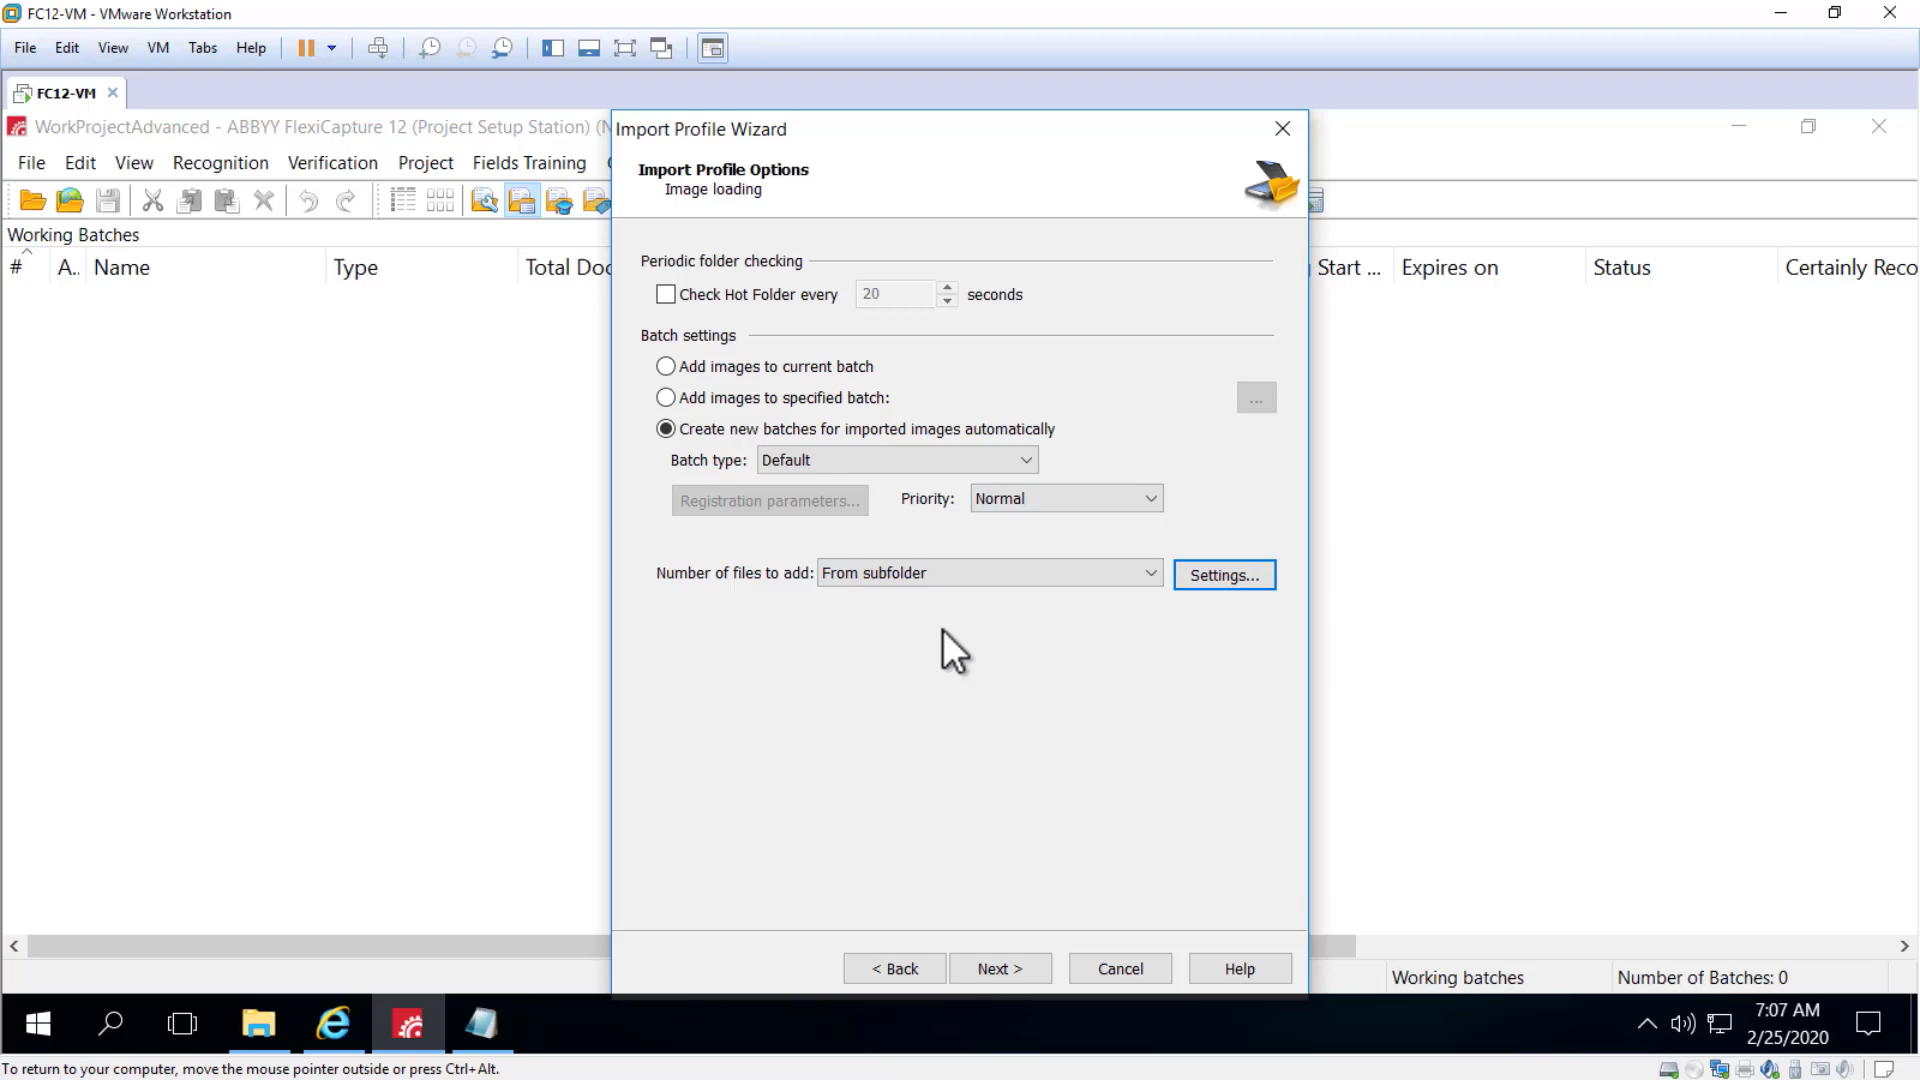 FC12-VM - VMware Workstation
File Edit View VM Tabs Help
FC12-VM
WorkProjectAdvanced - ABBYY FlexiCapture 12 (Project Setup Station) (N
File Edit View Recognition Verification Project Fields Training
Working Batches
# A.. Name Type Total Doc Start ... Expires on Status Certainly Reco
Import Profile Wizard
Import Profile Options
Image loading
Periodic folder checking
Check Hot Folder every 20 seconds
Batch settings
Add images to current batch
Add images to specified batch: ...
Create new batches for imported images automatically
Batch type: Default
Registration parameters... Priority: Normal
Number of files to add: From subfolder Settings...
< Back Next > Cancel Help
Working batches Number of Batches: 0
7:07 AM
2/25/2020
To return to your computer, move the mouse pointer outside or press Ctrl+Alt.